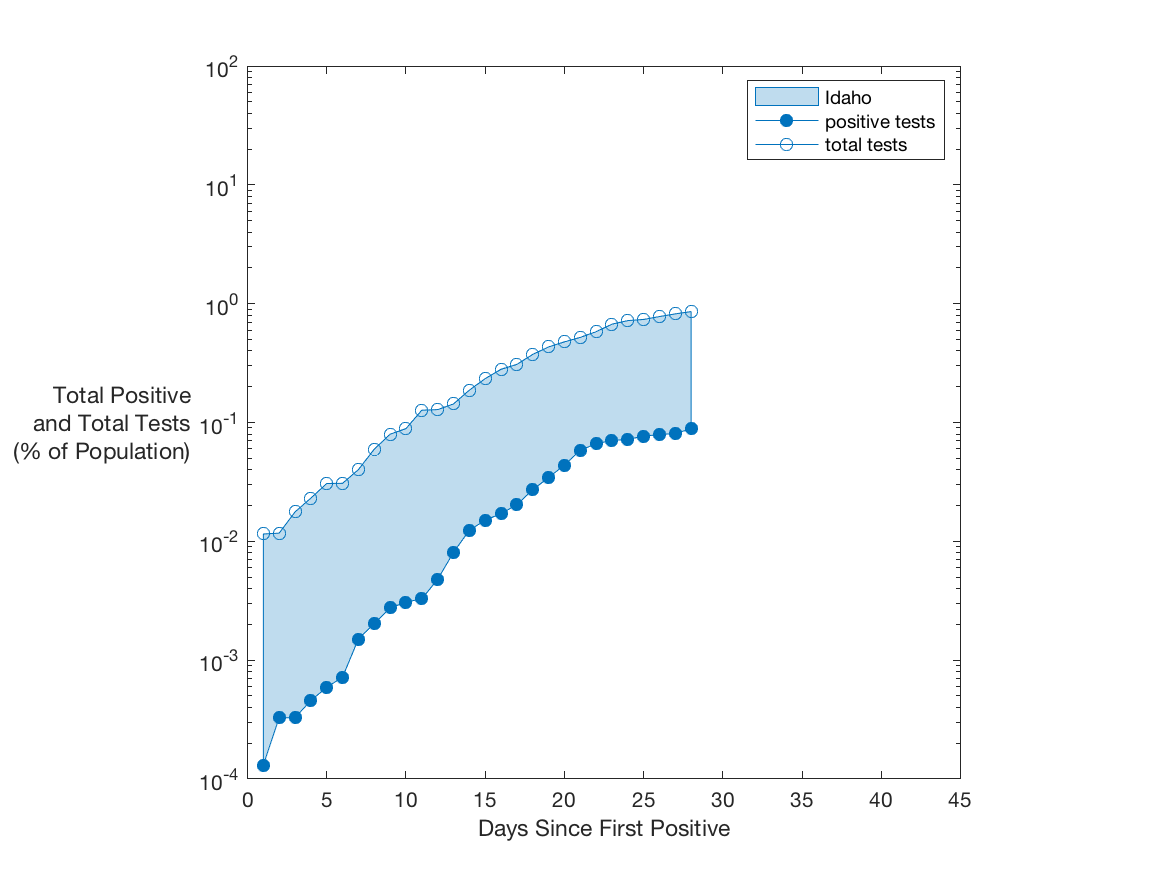 10^2
Idaho
positive tests
total tests
10^1
10^0
Total Positive
and Total Tests
(% of Population)
10^-1
10^-2
10^-3
10^-4
0 5 10 15 20 25 30 35 40 45
Days Since First Positive